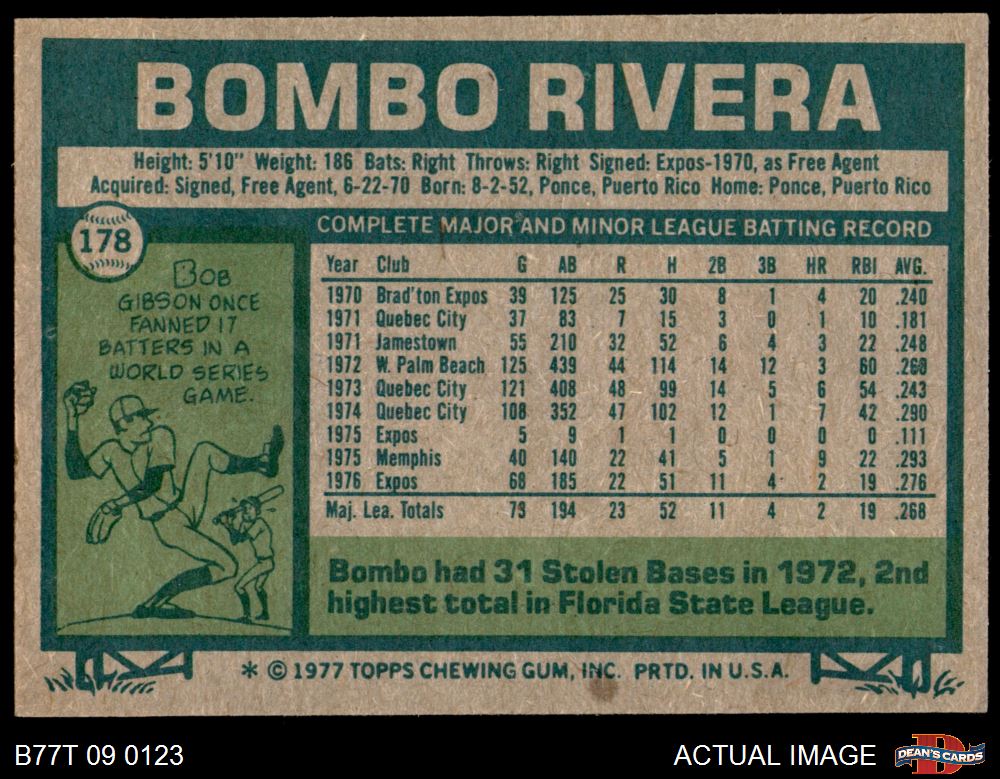 BOMBO RIVERA
Height: 5'10" Weight: 186 Bats: Right Throws: Right Signed: Expos-1970, as Free Agent
Acquired: Signed, Free Agent, 6-22-70 Born: 8-2-52, Ponce, Puerto Rico Home: Ponce, Puerto Rico
178
BOB
GIBSON ONCE
FANNED 17
BATTERS IN A
WORLD SERIES
GAME.
COMPLETE MAJOR AND MINOR LEAGUE BATTING RECORD
Year Club G AB R H 2B 3B HR RBI AVG.
1970 Brad'ton Expos 39 125 25 30 8 1 4 20 .240
1971 Quebec City 37 83 7 15 3 0 1 10 .181
1971 Jamestown 55 210 32 52 6 4 3 22 .248
1972 W. Palm Beach 125 439 44 114 14 12 3 60 .260
1973 Quebec City 121 408 48 99 14 5 6 54 .243
1974 Quebec City 108 352 47 102 12 1 7 42 .290
1975 Expos 5 9 1 1 0 0 0 0 .111
1975 Memphis 40 140 22 41 5 1 9 22 .293
1976 Expos 68 185 22 51 11 4 2 19 .276
Maj. Lea. Totals 73 194 23 52 11 4 2 19 .268
Bombo had 31 Stolen Bases in 1972, 2nd
highest total in Florida State League.
* © 1977 TOPPS CHEWING GUM, INC. PRTD. IN U.S.A.
B77T 09 0123
ACTUAL IMAGE
DEAN'S CARDS